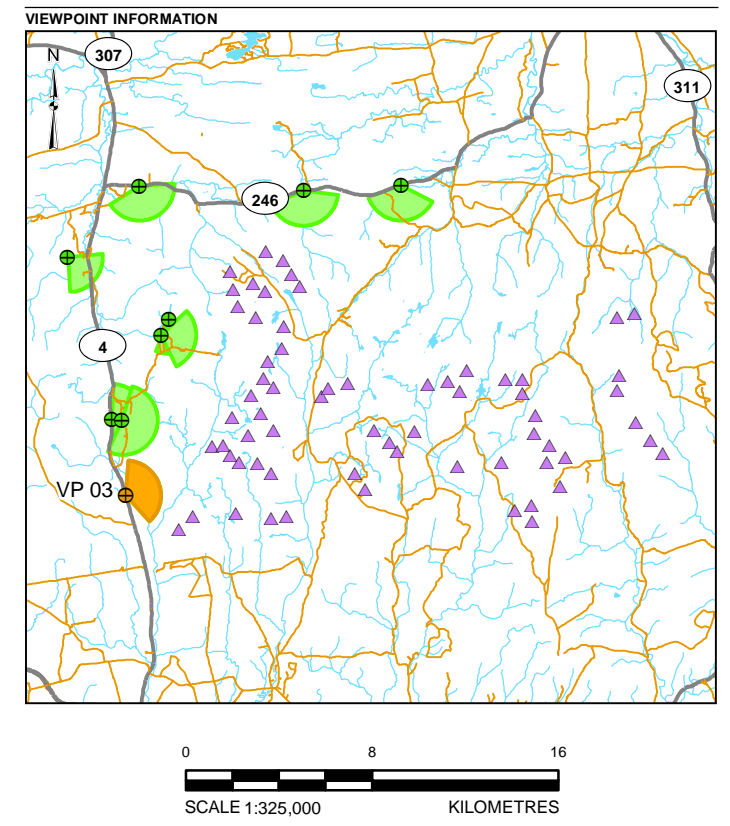 VIEWPOINT INFORMATION
N
307
311
246
4
VP 03
0 8 16
SCALE 1:325,000 KILOMETRES